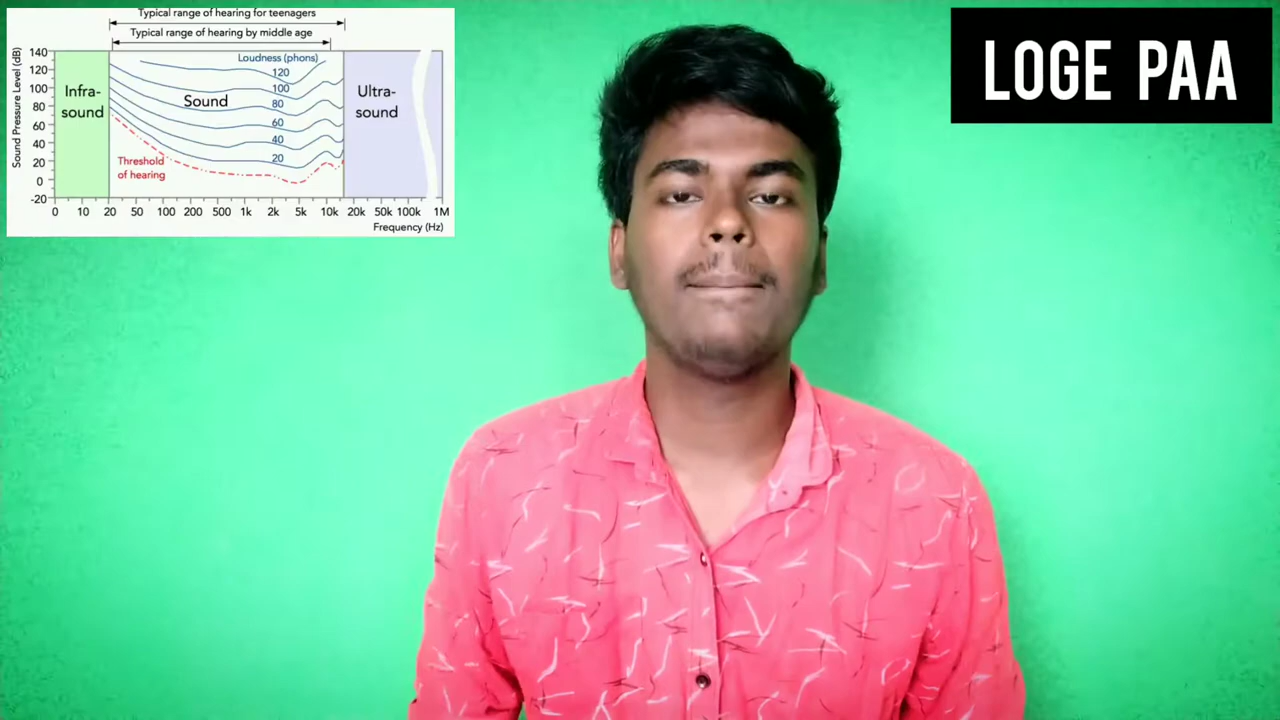 Typical range of hearing for teenagers
Typical range of hearing by middle age
LOGE PAA
Sound Pressure Level (dB)
140
120
100
80
60
40
20
0
-20
Infra-
sound
Sound
Loudness (phons)
120
100
80
60
40
20
Ultra-
sound
Threshold
of hearing
0 10 20 50 100 200 500 1k 2k 5k 10k 20k 50k 100k 1M
Frequency (Hz)